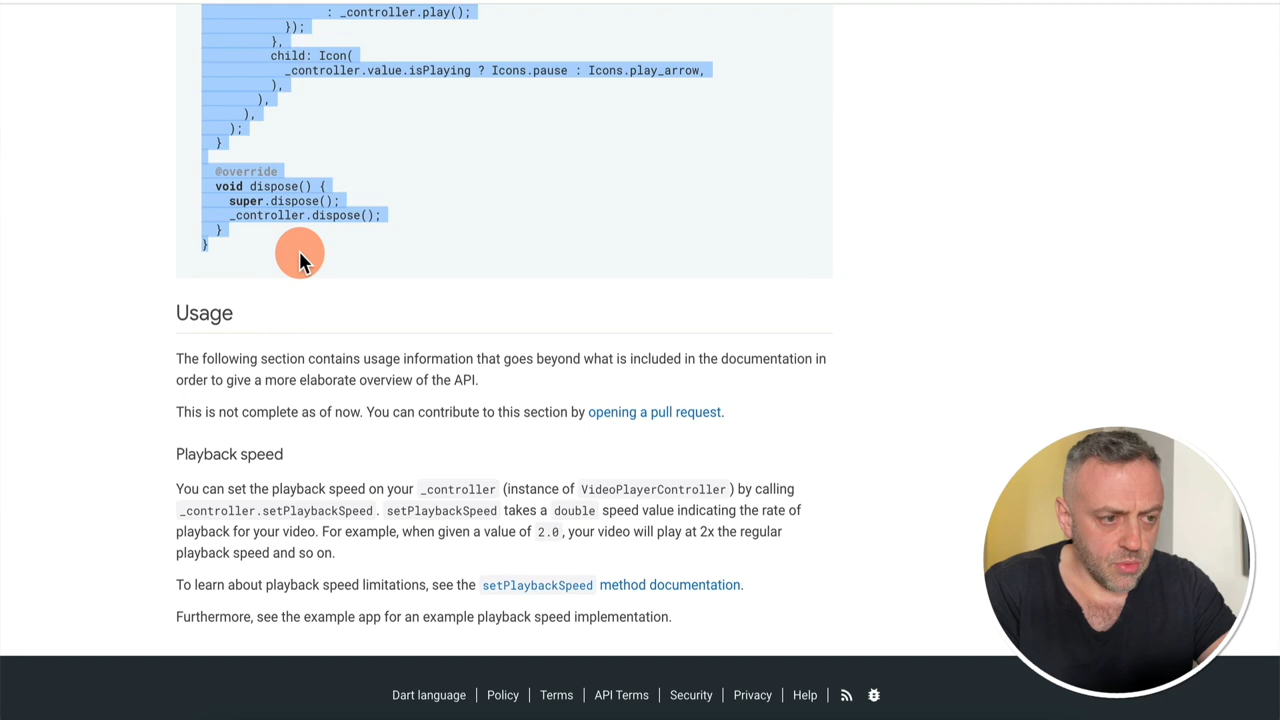 : _controller.play();
});
},
child: Icon(
_controller.value.isPlaying ? Icons.pause : Icons.play_arrow,
),
),
),
);
}
@override
void dispose() {
super.dispose();
_controller.dispose();
}
}
Usage
The following section contains usage information that goes beyond what is included in the documentation in
order to give a more elaborate overview of the API.
This is not complete as of now. You can contribute to this section by opening a pull request.
Playback speed
You can set the playback speed on your _controller (instance of VideoPlayerController) by calling
_controller.setPlaybackSpeed. setPlaybackSpeed takes a double speed value indicating the rate of
playback for your video. For example, when given a value of 2.0, your video will play at 2x the regular
playback speed and so on.
To learn about playback speed limitations, see the setPlaybackSpeed method documentation.
Furthermore, see the example app for an example playback speed implementation.
Dart language | Policy | Terms | API Terms | Security | Privacy | Help |